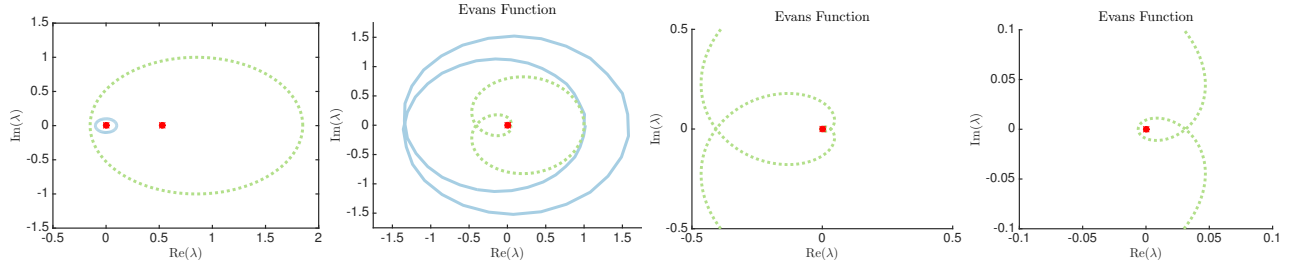 1.5
1
0.5
0
-0.5
-1
-1.5
-0.5 0 0.5 1 1.5 2
Re(λ)
Im(λ)
Evans Function
1.5
1
0.5
0
-0.5
-1
-1.5
-1.5 -1 -0.5 0 0.5 1 1.5
Re(λ)
Im(λ)
Evans Function
0.5
0
-0.5
-0.5 0 0.5
Re(λ)
Im(λ)
Evans Function
0.1
0.05
0
-0.05
-0.1
-0.1 -0.05 0 0.05 0.1
Re(λ)
Im(λ)